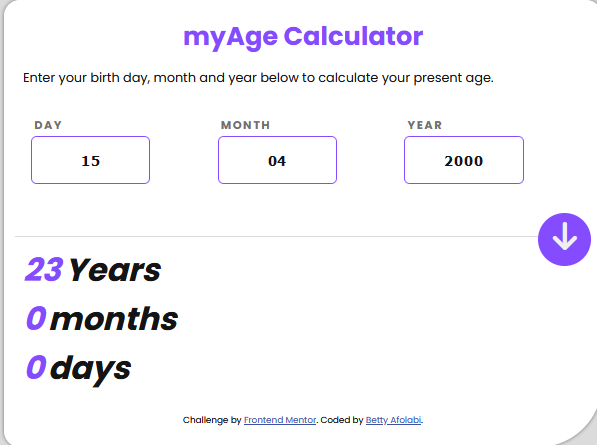 myAge Calculator
Enter your birth day, month and year below to calculate your present age.
DAY MONTH YEAR
15 04 2000
23 Years
0 months
0 days
Challenge by Frontend Mentor. Coded by Betty Afolabi.